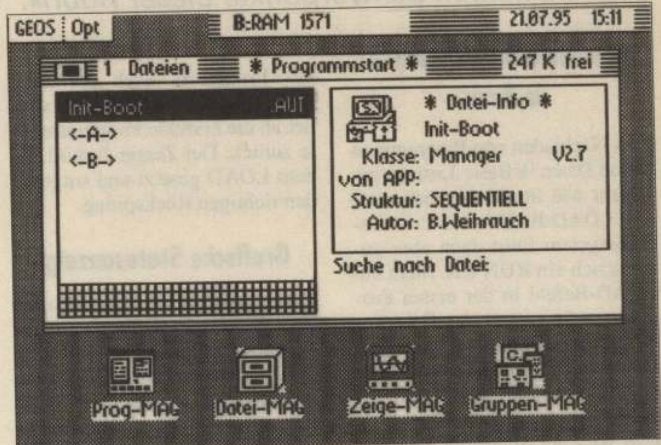 GEOS Opt B:RAM 1571 21.07.95 15:11
1 Dateien * Programmstart * 247 K frei
Init-Boot .AUT
<-A->
<-B->
* Datei-Info *
Init-Boot
Klasse: Manager V2.7
von APP:
Struktur: SEQUENTIELL
Autor: B.Weihrauch
Suche nach Datei:
Prog-MAG Datei-MAG Zeige-MAG Gruppen-MAG